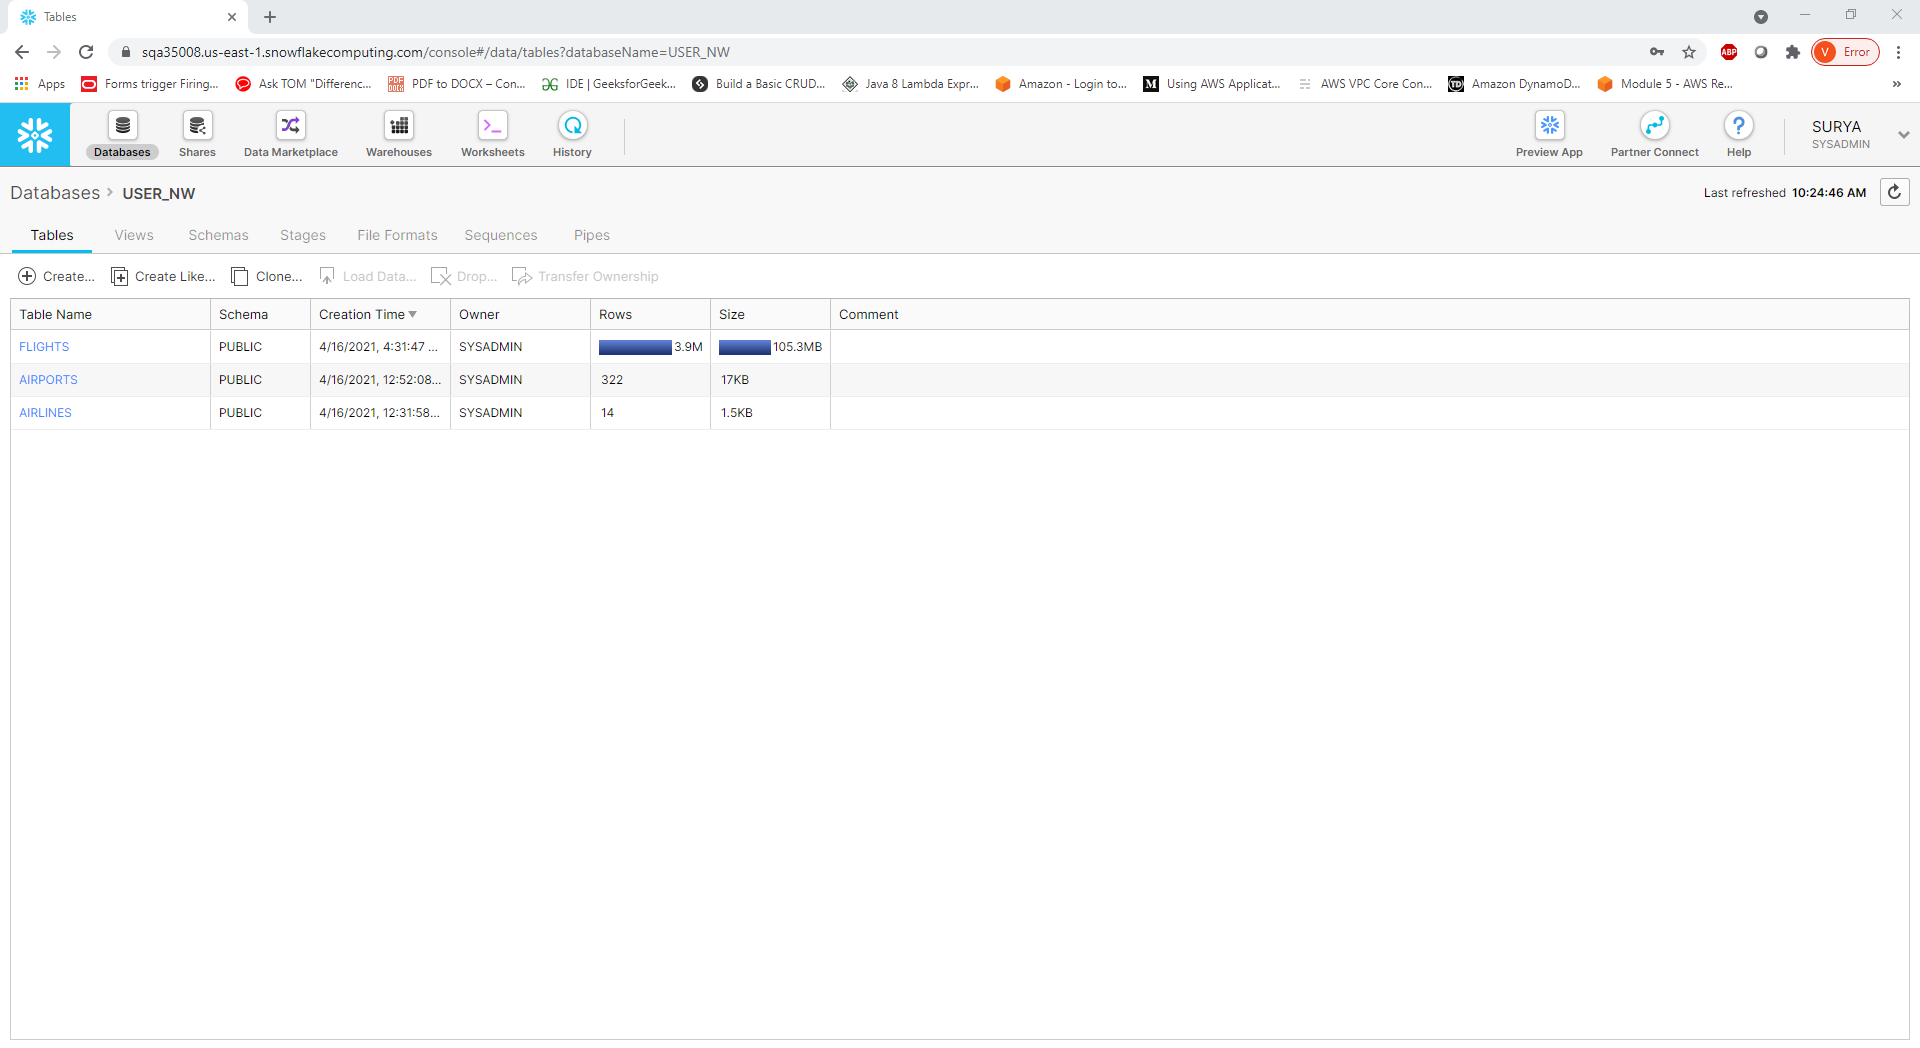 Tables
sqa35008.us-east-1.snowflakecomputing.com/console#/data/tables?databaseName=USER_NW
ABP
V Error
Apps Forms trigger Firing... Ask TOM "Differenc... PDF to DOCX – Con... IDE | GeeksforGeek... Build a Basic CRUD... Java 8 Lambda Expr... Amazon - Login to... Using AWS Applicat... AWS VPC Core Con... Amazon DynamoD... Module 5 - AWS Re... »
Databases Shares Data Marketplace Warehouses Worksheets History Preview App Partner Connect Help
SURYA
SYSADMIN
Databases > USER_NW
Last refreshed 10:24:46 AM
Tables Views Schemas Stages File Formats Sequences Pipes
Create... Create Like... Clone... Load Data... Drop... Transfer Ownership
Table Name Schema Creation Time Owner Rows Size Comment
FLIGHTS PUBLIC 4/16/2021, 4:31:47 ... SYSADMIN 3.9M 105.3MB
AIRPORTS PUBLIC 4/16/2021, 12:52:08... SYSADMIN 322 17KB
AIRLINES PUBLIC 4/16/2021, 12:31:58... SYSADMIN 14 1.5KB